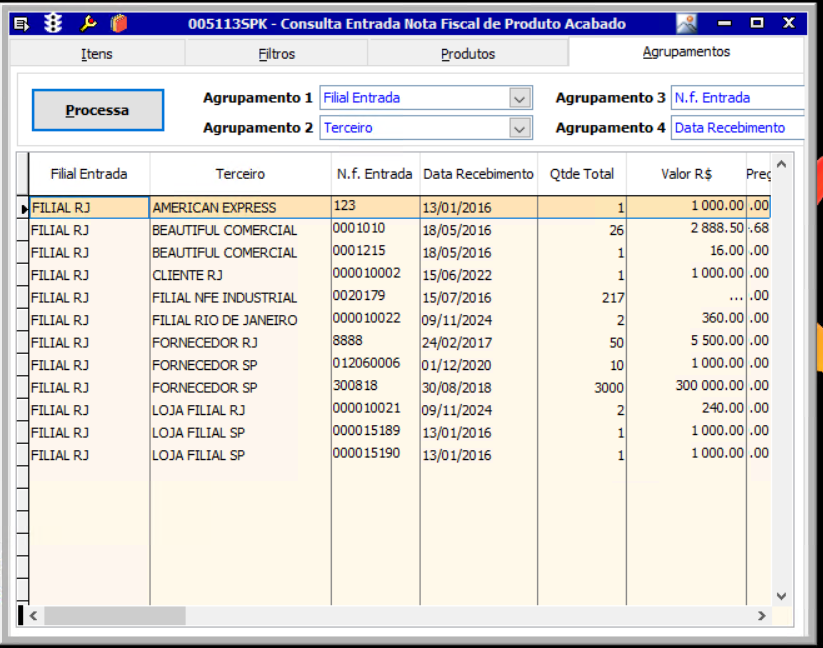 005113SPK - Consulta Entrada Nota Fiscal de Produto Acabado
Itens Filtros Produtos Agrupamentos
Processa
Agrupamento 1 Filial Entrada Agrupamento 3 N.f. Entrada
Agrupamento 2 Terceiro Agrupamento 4 Data Recebimento
Filial Entrada Terceiro N.f. Entrada Data Recebimento Qtde Total Valor R$ Preç
FILIAL RJ AMERICAN EXPRESS 123 13/01/2016 1 1 000.00 .00
FILIAL RJ BEAUTIFUL COMERCIAL 0001010 18/05/2016 26 2 888.50 .68
FILIAL RJ BEAUTIFUL COMERCIAL 0001215 18/05/2016 1 16.00 .00
FILIAL RJ CLIENTE RJ 000010002 15/06/2022 1 1 000.00 .00
FILIAL RJ FILIAL NFE INDUSTRIAL 0020179 15/07/2016 217 ... .00
FILIAL RJ FILIAL RIO DE JANEIRO 000010022 09/11/2024 2 360.00 .00
FILIAL RJ FORNECEDOR RJ 8888 24/02/2017 50 5 500.00 .00
FILIAL RJ FORNECEDOR SP 012060006 01/12/2020 10 1 000.00 .00
FILIAL RJ FORNECEDOR SP 300818 30/08/2018 3000 300 000.00 .00
FILIAL RJ LOJA FILIAL RJ 000010021 09/11/2024 2 240.00 .00
FILIAL RJ LOJA FILIAL SP 000015189 13/01/2016 1 1 000.00 .00
FILIAL RJ LOJA FILIAL SP 000015190 13/01/2016 1 1 000.00 .00